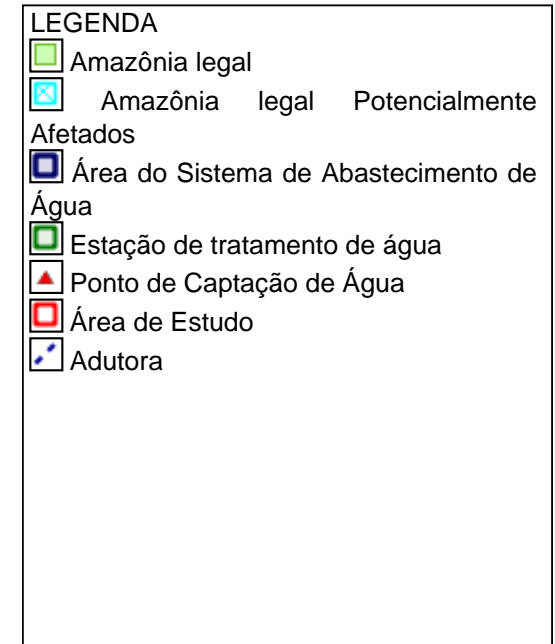 LEGENDA
Amazônia legal
Amazônia legal Potencialmente
Afetados
Área do Sistema de Abastecimento de
Água
Estação de tratamento de água
Ponto de Captação de Água
Área de Estudo
Adutora